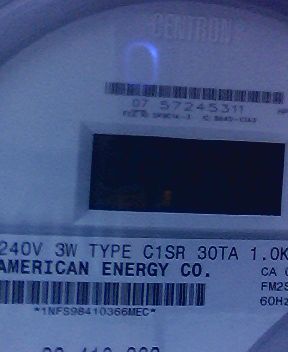 CENTRON
07 57245311
240V 3W TYPE C1SR 30TA 1.0K
AMERICAN ENERGY CO. CA
FM2S
*1NFS98410366MEC* 60Hz